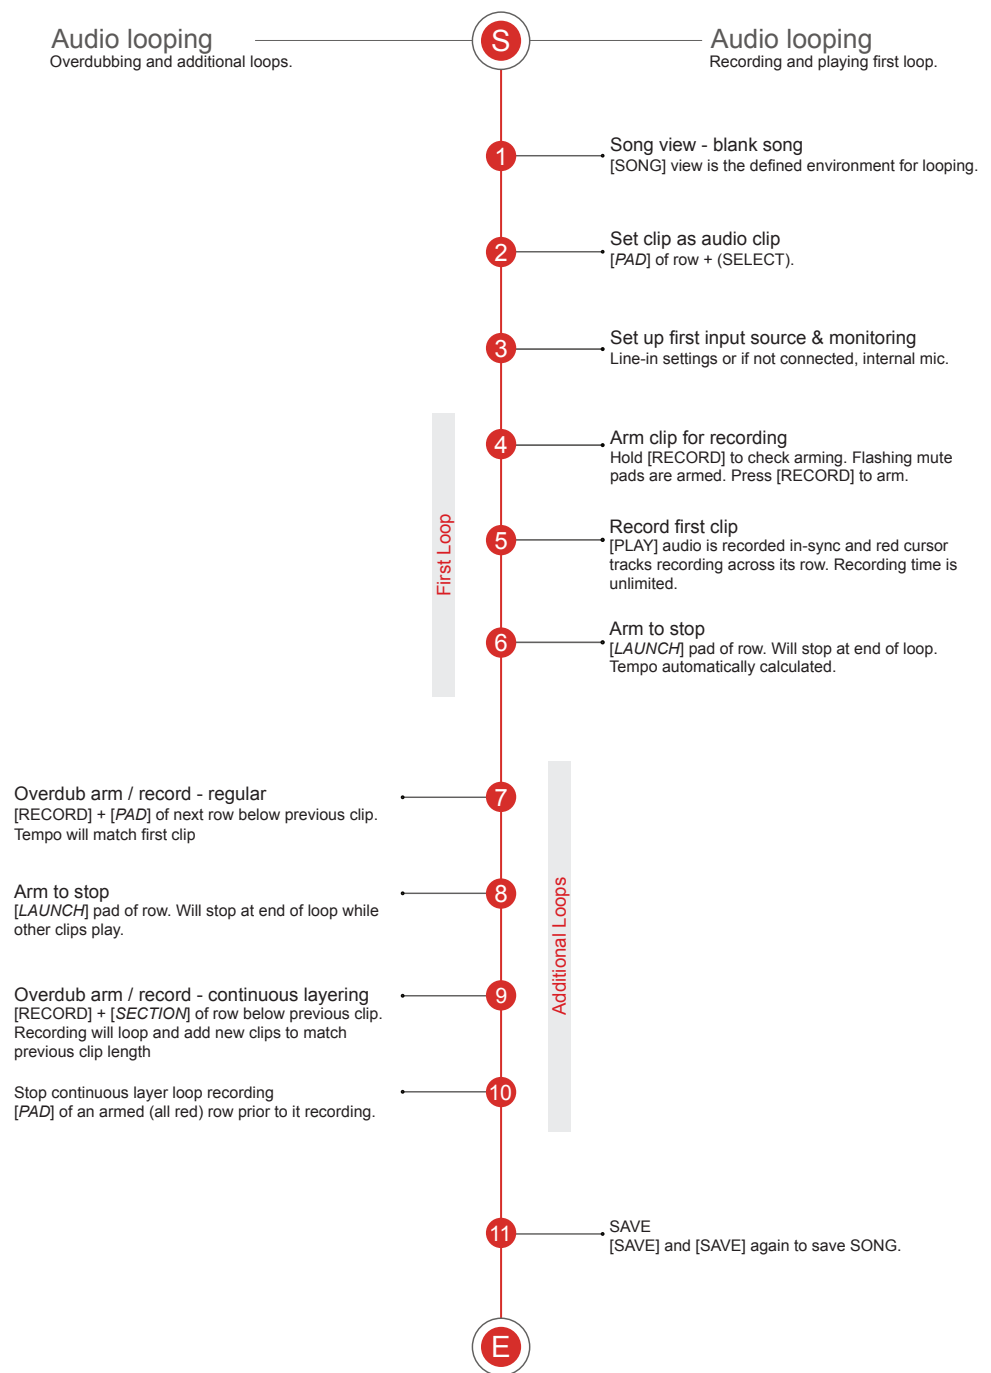 Audio looping
Overdubbing and additional loops.
S
Audio looping
Recording and playing first loop.
1
Song view - blank song
[SONG] view is the defined environment for looping.
2
Set clip as audio clip
[PAD] of row + (SELECT).
3
Set up first input source & monitoring
Line-in settings or if not connected, internal mic.
First Loop
4
Arm clip for recording
Hold [RECORD] to check arming. Flashing mute
pads are armed. Press [RECORD] to arm.
5
Record first clip
[PLAY] audio is recorded in-sync and red cursor
tracks recording across its row. Recording time is
unlimited.
6
Arm to stop
[LAUNCH] pad of row. Will stop at end of loop.
Tempo automatically calculated.
Additional Loops
Overdub arm / record - regular
[RECORD] + [PAD] of next row below previous clip.
Tempo will match first clip
7
Arm to stop
[LAUNCH] pad of row. Will stop at end of loop while
other clips play.
8
Overdub arm / record - continuous layering
[RECORD] + [SECTION] of row below previous clip.
Recording will loop and add new clips to match
previous clip length
9
Stop continuous layer loop recording
[PAD] of an armed (all red) row prior to it recording.
10
11
SAVE
[SAVE] and [SAVE] again to save SONG.
E